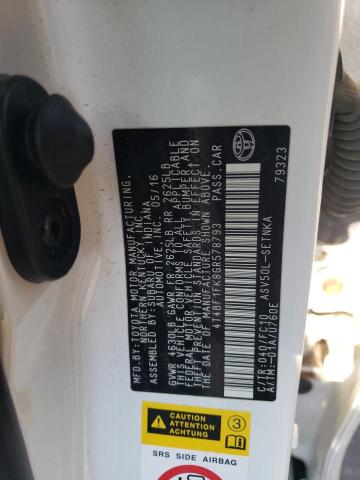 MFD. BY: TOYOTA MOTOR MANUFACTURING,
NORTHERN KENTUCKY, INC.
ASSEMBLED BY: SUBARU OF INDIANA
AUTOMOTIVE, INC. 05/16
GVWR 4630LB GAWR FR 2625LB RR 2625LB
THIS VEHICLE CONFORMS TO ALL APPLICABLE
FEDERAL MOTOR VEHICLE SAFETY, BUMPER, AND
THEFT PREVENTION STANDARDS IN EFFECT ON
THE DATE OF MANUFACTURE SHOWN ABOVE.
4T4BF1FK8GR578793 PASS.CAR
C/TR:040/FC10 ASV50L-SETNKA
A/TM:-01A/U760E 79323
CAUTION
ATTENTION
ACHTUNG
3
SRS SIDE AIRBAG